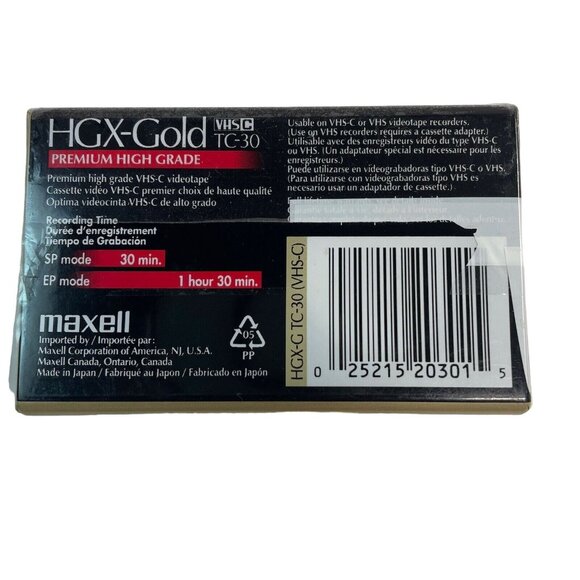 HGX-Gold VHSC TC-30
PREMIUM HIGH GRADE
Premium high grade VHS-C videotape
Cassette vidéo VHS-C premier choix de haute qualité
Optima videocinta VHS-C de alto grado
Recording Time
Durée d'enregistrement
Tiempo de Grabación
SP mode 30 min.
EP mode 1 hour 30 min.
maxell
Imported by / Importée par:
Maxell Corporation of America, NJ, U.S.A.
Maxell Canada, Ontario, Canada
Made in Japan / Fabriqué au Japon / Fabricado en Japón
05
PP
Usable on VHS-C or VHS videotape recorders.
(Use on VHS recorders requires a cassette adapter.)
Utilisable avec des enregistreurs vidéo du type VHS-C
ou VHS. (Un adaptateur spécial est nécessaire pour les
enregistreurs.)
Puede utilizarse en videograbadoras tipo VHS-C o VHS.
(Para utilizarse con videograbadoras tipo VHS es
necesario usar un adaptador de cassette.)
HGX-G TC-30 (VHS-C)
0 25215 20301 5